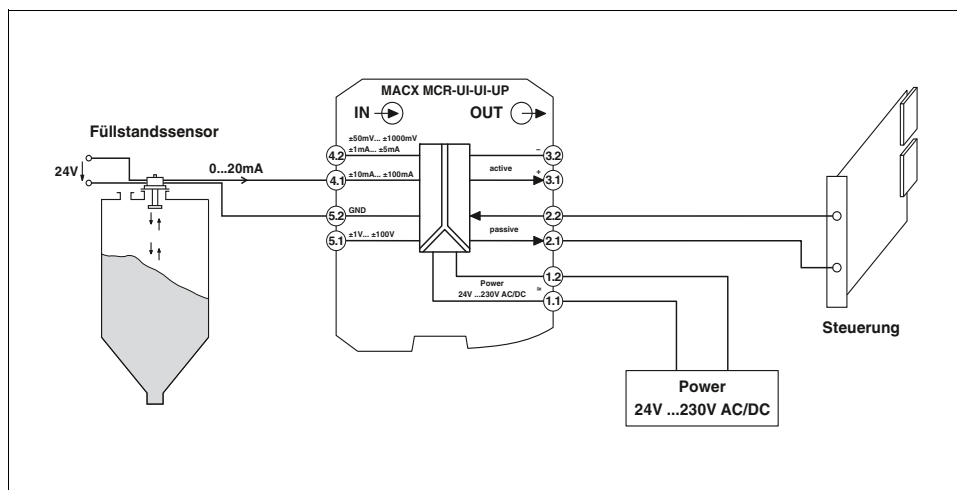 MACX MCR-UI-UI-UP
IN
OUT
Füllstandssensor
24V
0...20mA
4.2
±50mV... ±1000mV
±1mA... ±5mA
4.1
±10mA... ±100mA
5.2
GND
5.1
±1V... ±100V
–
3.2
active
+
3.1
2.2
passive
2.1
1.2
Power
24V ...230V AC/DC
≅
1.1
Steuerung
Power
24V ...230V AC/DC